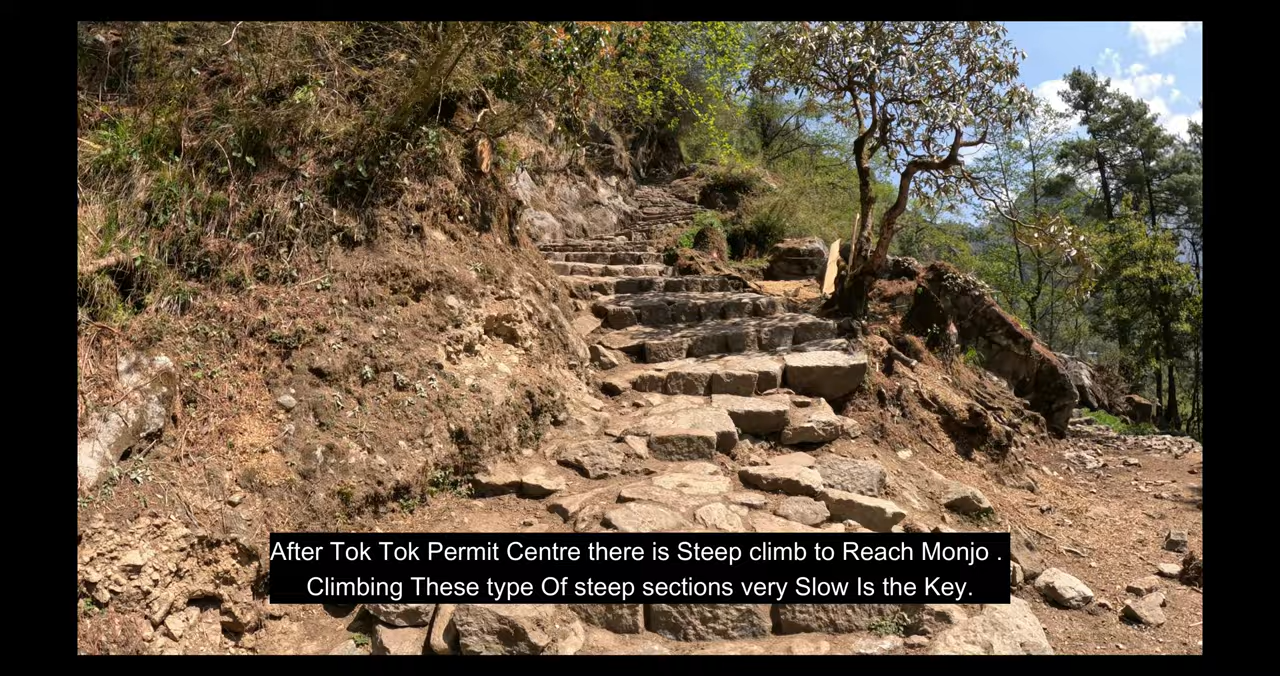 After Tok Tok Permit Centre there is Steep climb to Reach Monjo .
Climbing These type Of steep sections very Slow Is the Key.